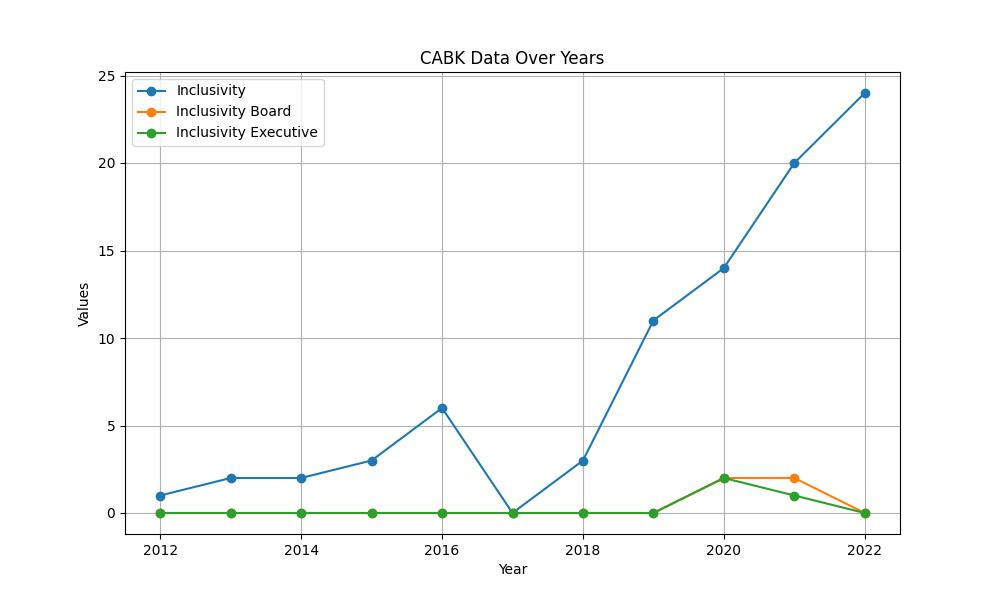 CABK Data Over Years
Inclusivity
Inclusivity Board
Inclusivity Executive
25
20
15
10
5
0
Values
2012
2014
2016
2018
2020
2022
Year